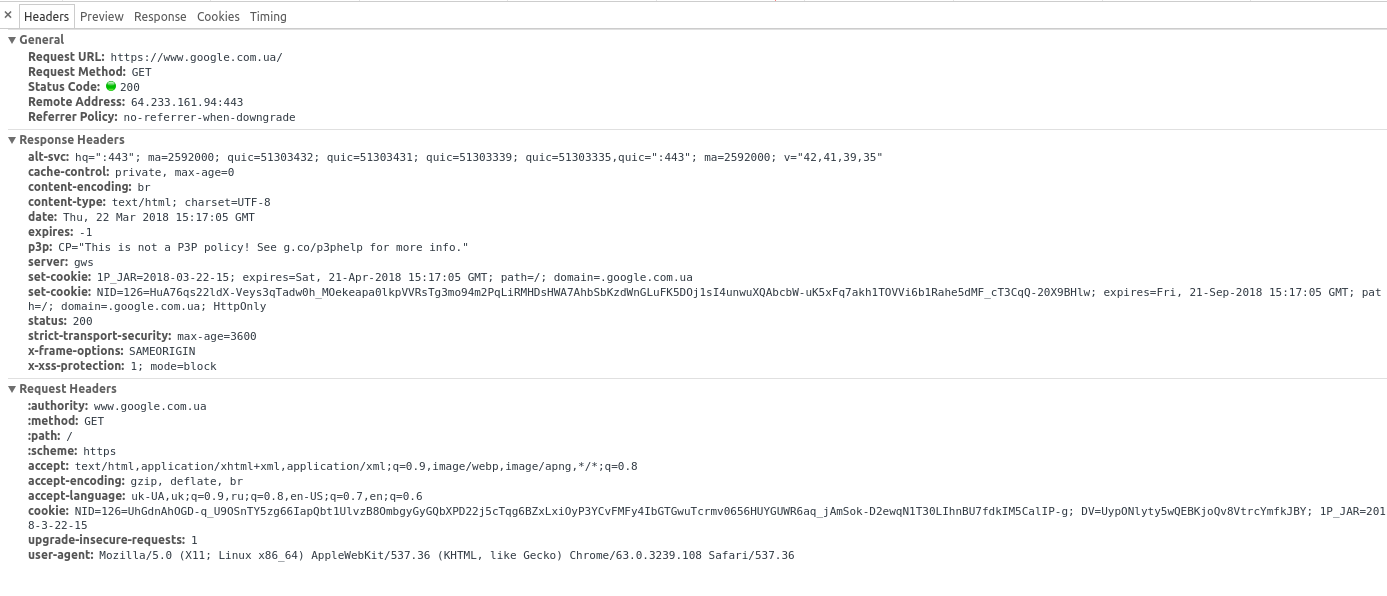 × Headers Preview Response Cookies Timing
▼ General
Request URL: https://www.google.com.ua/
Request Method: GET
Status Code: 200
Remote Address: 64.233.161.94:443
Referrer Policy: no-referrer-when-downgrade
▼ Response Headers
alt-svc: hq=":443"; ma=2592000; quic=51303432; quic=51303431; quic=51303339; quic=51303335,quic=":443"; ma=2592000; v="42,41,39,35"
cache-control: private, max-age=0
content-encoding: br
content-type: text/html; charset=UTF-8
date: Thu, 22 Mar 2018 15:17:05 GMT
expires: -1
p3p: CP="This is not a P3P policy! See g.co/p3phelp for more info."
server: gws
set-cookie: 1P_JAR=2018-03-22-15; expires=Sat, 21-Apr-2018 15:17:05 GMT; path=/; domain=.google.com.ua
set-cookie: NID=126=HuA76qs22ldX-Veys3qTadw0h_MOekeapa0lkpVVRsTg3mo94m2PqLiRMHDsHWA7AhbSbKzdWnGLuFK5DOj1sI4unwuXQAbcbW-uK5xFq7akh1TOVVi6b1Rahe5dMF_cT3CqQ-20X9BHlw; expires=Fri, 21-Sep-2018 15:17:05 GMT; pat
h=/; domain=.google.com.ua; HttpOnly
status: 200
strict-transport-security: max-age=3600
x-frame-options: SAMEORIGIN
x-xss-protection: 1; mode=block
▼ Request Headers
:authority: www.google.com.ua
:method: GET
:path: /
:scheme: https
accept: text/html,application/xhtml+xml,application/xml;q=0.9,image/webp,image/apng,*/*;q=0.8
accept-encoding: gzip, deflate, br
accept-language: uk-UA,uk;q=0.9,ru;q=0.8,en-US;q=0.7,en;q=0.6
cookie: NID=126=UhGdnAhOGD-q_U9OSnTY5zg66IapQbt1UlvzB8OmbgyGyGQbXPD22j5cTqg6BZxLxiOyP3YCvFMFy4IbGTGwuTcrmv0656HUYGUWR6aq_jAmSok-D2ewqN1T30LIhnBU7fdkIM5CalIP-g; DV=UypONlyty5wQEBKjoQv8VtrcYmfkJBY; 1P_JAR=201
8-3-22-15
upgrade-insecure-requests: 1
user-agent: Mozilla/5.0 (X11; Linux x86_64) AppleWebKit/537.36 (KHTML, like Gecko) Chrome/63.0.3239.108 Safari/537.36